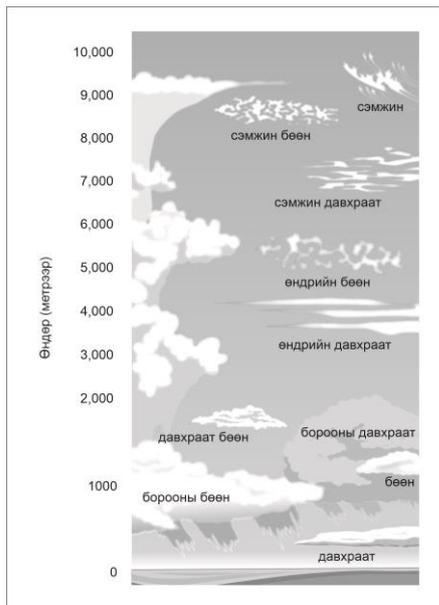 10,000
9,000
8,000
7,000
6,000
5,000
4,000
3,000
2,000
1000
0
Өндөр (метрээр)
сэмжин
сэмжин бөөн
сэмжин давхраат
өндрийн бөөн
өндрийн давхраат
давхраат бөөн
борооны давхраат
бөөн
борооны бөөн
давхраат